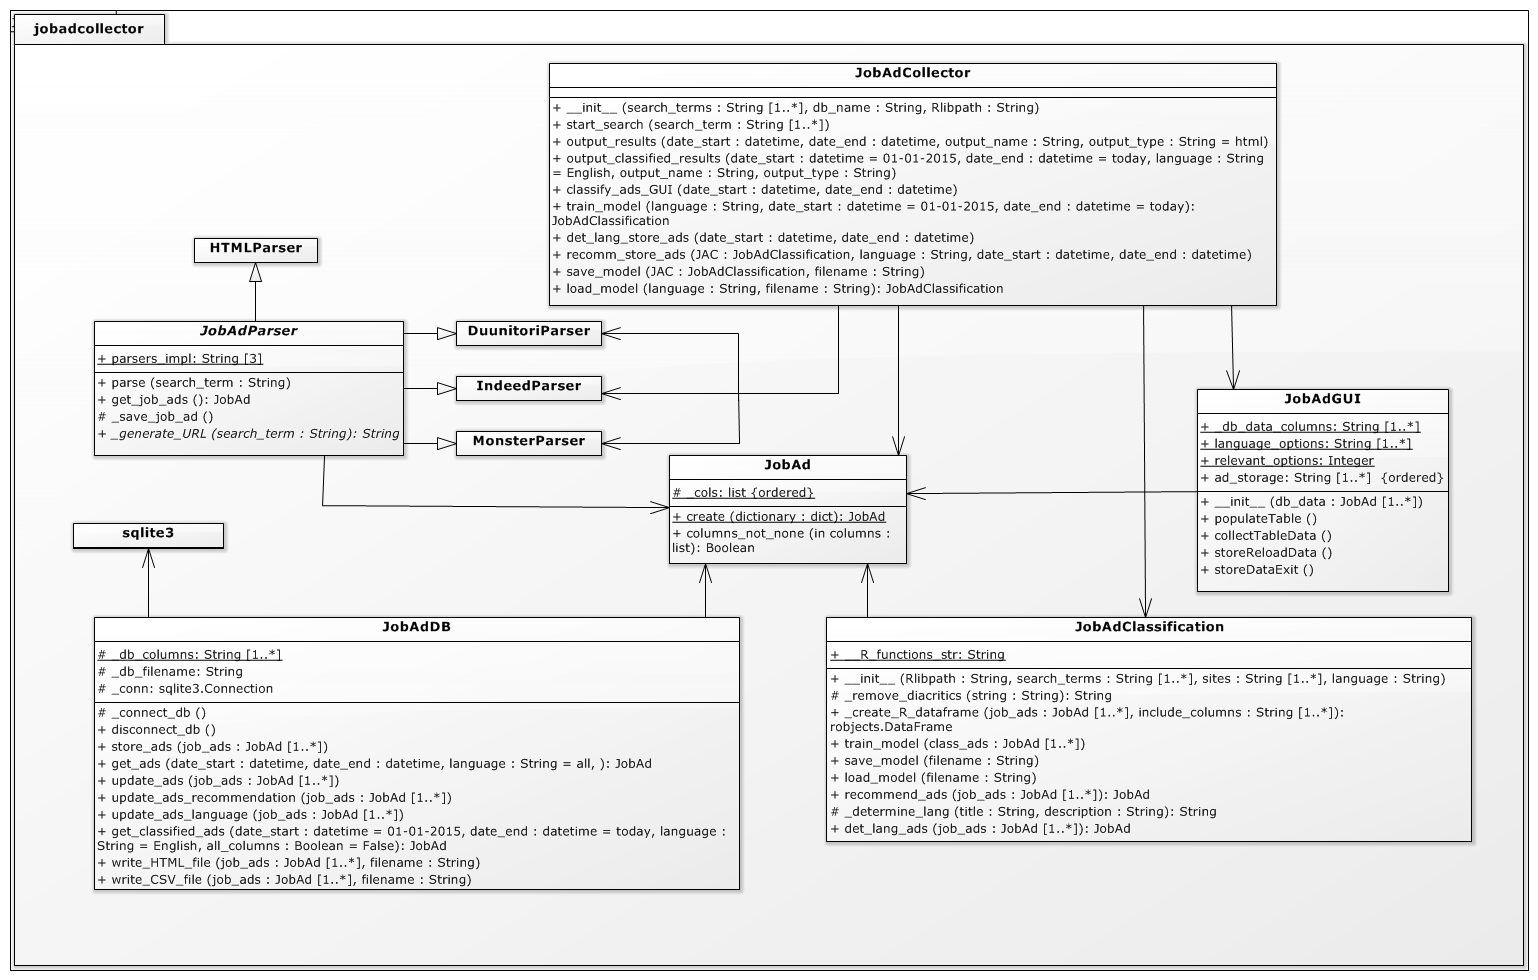 jobadcollector
JobAdCollector
+ __init__ (search_terms : String [1..*], db_name : String, Rlibpath : String)
+ start_search (search_term : String [1..*])
+ output_results (date_start : datetime, date_end : datetime, output_name : String, output_type : String = html)
+ output_classified_results (date_start : datetime = 01-01-2015, date_end : datetime = today, language : String
= English, output_name : String, output_type : String)
+ classify_ads_GUI (date_start : datetime, date_end : datetime)
+ train_model (language : String, date_start : datetime = 01-01-2015, date_end : datetime = today):
JobAdClassification
+ det_lang_store_ads (date_start : datetime, date_end : datetime)
+ recomm_store_ads (JAC : JobAdClassification, language : String, date_start : datetime, date_end : datetime)
+ save_model (JAC : JobAdClassification, filename : String)
+ load_model (language : String, filename : String): JobAdClassification
HTMLParser
JobAdParser
+ parsers_impl: String [3]
+ parse (search_term : String)
+ get_job_ads (): JobAd
# _save_job_ad ()
+ _generate_URL (search_term : String): String
DuunitoriParser
IndeedParser
MonsterParser
JobAdGUI
+ _db_data_columns: String [1..*]
+ language_options: String [1..*]
+ relevant_options: Integer
+ ad_storage: String [1..*]  {ordered}
+ __init__ (db_data : JobAd [1..*])
+ populateTable ()
+ collectTableData ()
+ storeReloadData ()
+ storeDataExit ()
JobAd
# _cols: list {ordered}
+ create (dictionary : dict): JobAd
+ columns_not_none (in columns :
list): Boolean
sqlite3
JobAdDB
# _db_columns: String [1..*]
# _db_filename: String
# _conn: sqlite3.Connection
# _connect_db ()
+ disconnect_db ()
+ store_ads (job_ads : JobAd [1..*])
+ get_ads (date_start : datetime, date_end : datetime, language : String = all, ): JobAd
+ update_ads (job_ads : JobAd [1..*])
+ update_ads_recommendation (job_ads : JobAd [1..*])
+ update_ads_language (job_ads : JobAd [1..*])
+ get_classified_ads (date_start : datetime = 01-01-2015, date_end : datetime = today, language :
String = English, all_columns : Boolean = False): JobAd
+ write_HTML_file (job_ads : JobAd [1..*], filename : String)
+ write_CSV_file (job_ads : JobAd [1..*], filename : String)
JobAdClassification
+ __R_functions_str: String
+ __init__ (Rlibpath : String, search_terms : String [1..*], sites : String [1..*], language : String)
# _remove_diacritics (string : String): String
+ _create_R_dataframe (job_ads : JobAd [1..*], include_columns : String [1..*]):
robjects.DataFrame
+ train_model (class_ads : JobAd [1..*])
+ save_model (filename : String)
+ load_model (filename : String)
+ recommend_ads (job_ads : JobAd [1..*]): JobAd
# _determine_lang (title : String, description : String): String
+ det_lang_ads (job_ads : JobAd [1..*]): JobAd